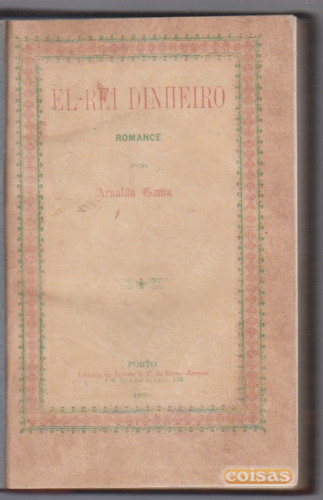 EL-REI DINHEIRO
ROMANCE
POR
Arnaldo Gama
PORTO
coisas